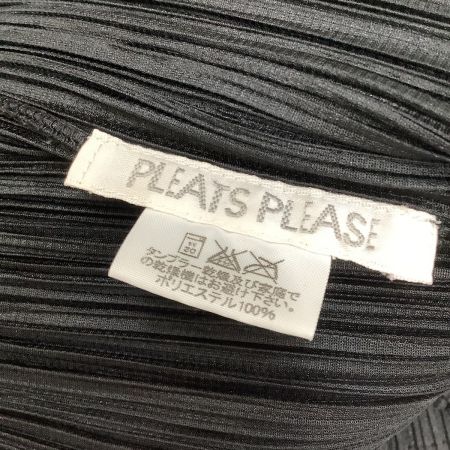 PLEATS PLEASE
タンブラー乾燥及び家庭で
の乾燥機はお避け下さい。
ポリエステル100%